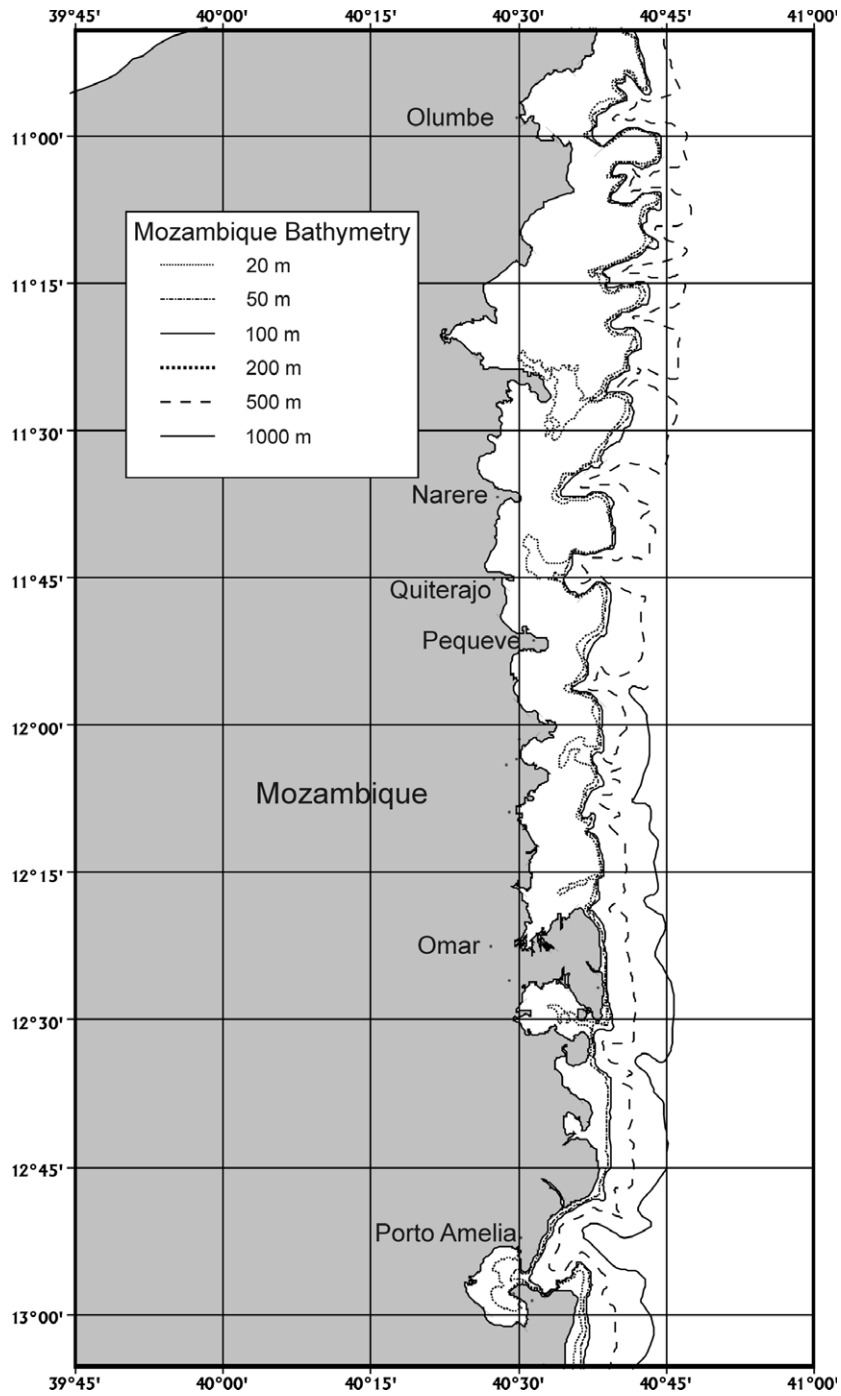 39°45' 40°00' 40°15' 40°30' 40°45' 41°00'
Olumbe
11°00'
Mozambique Bathymetry
20 m
50 m
100 m
200 m
500 m
1000 m
11°15'
11°30'
Narere
11°45'
Quiterajo
Pequeve
12°00'
Mozambique
12°15'
Omar
12°30'
12°45'
Porto Amelia
13°00'
39°45' 40°00' 40°15' 40°30' 40°45' 41°00'